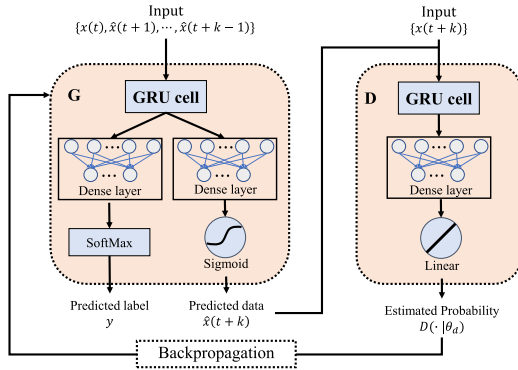 Input
{x(t), x̂(t + 1), ⋯, x̂(t + k − 1)}
G
GRU cell
Dense layer
Dense layer
SoftMax
Sigmoid
Predicted label
y
Predicted data
x̂(t + k)
Input
{x(t + k)}
D
GRU cell
Dense layer
Linear
Estimated Probability
D(· |θ_d)
Backpropagation